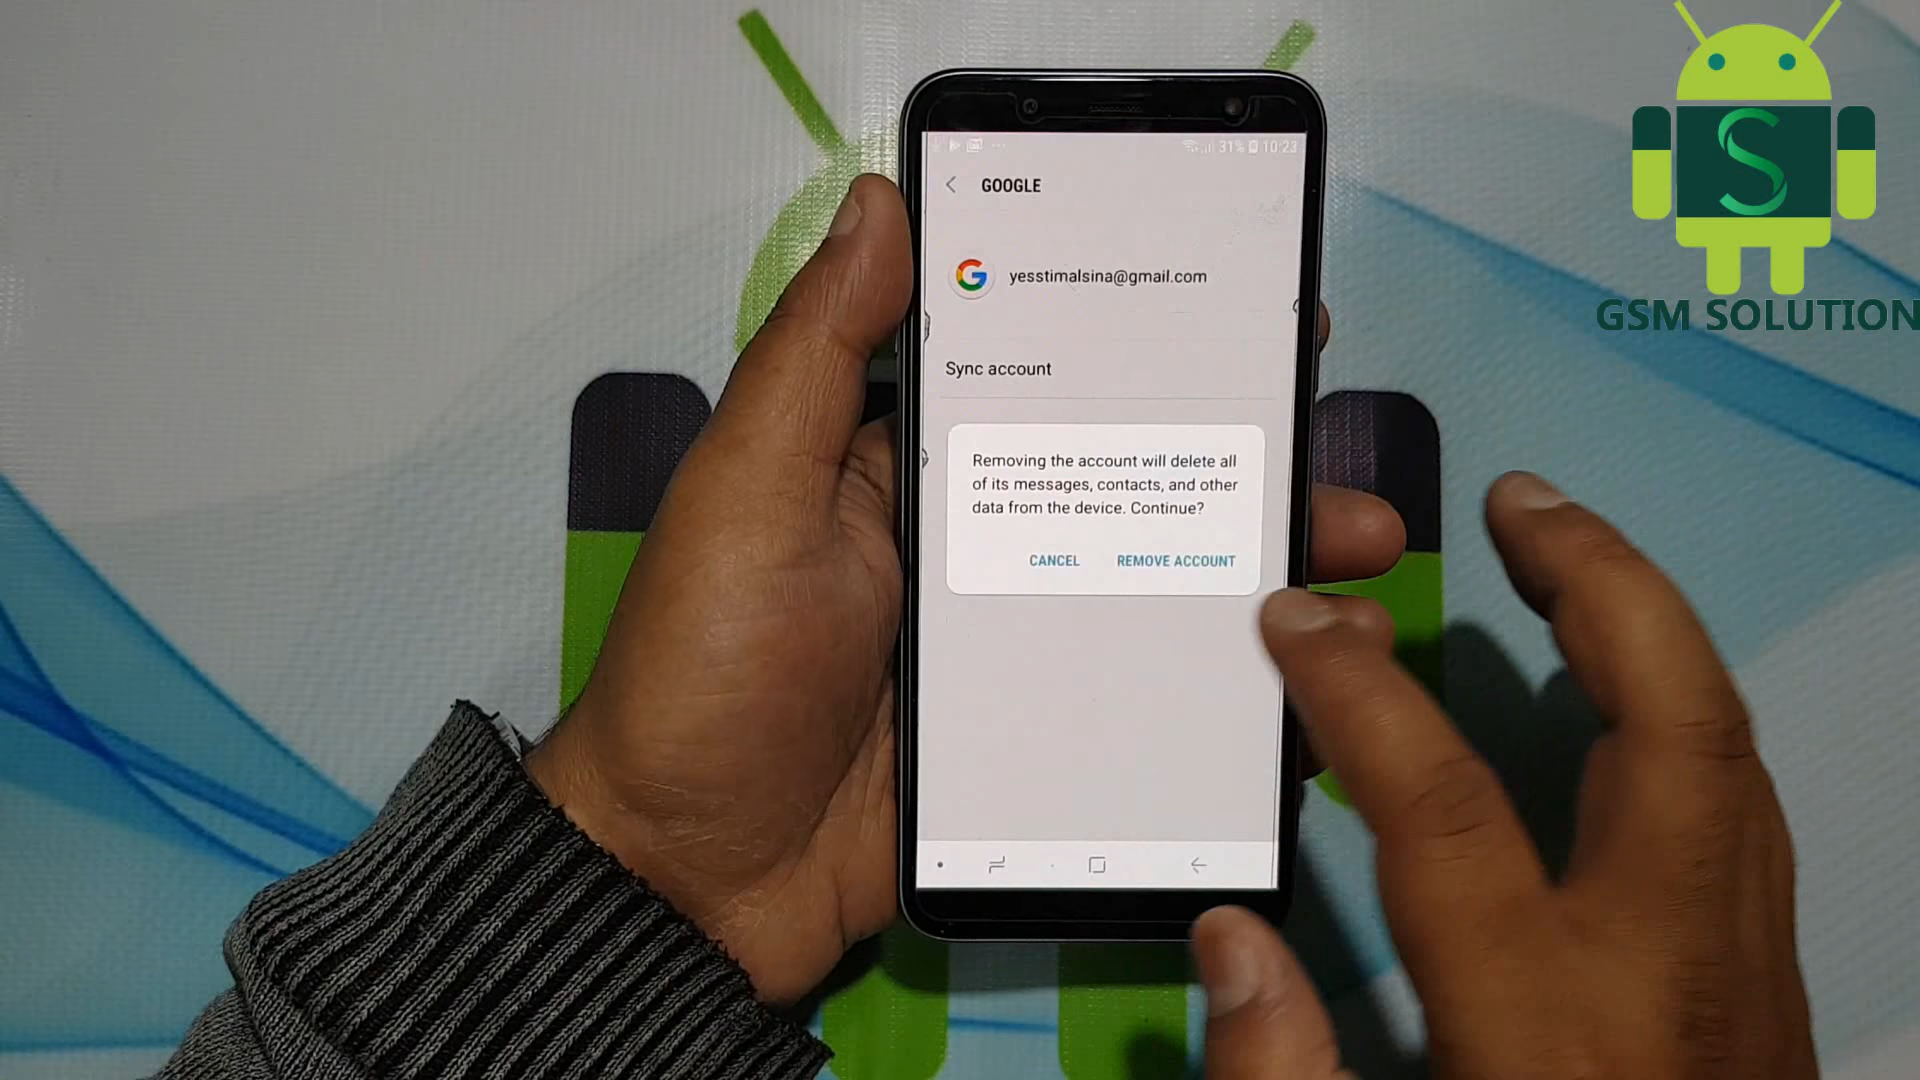 31% 10:23
GOOGLE
yesstimalsina@gmail.com
Sync account
Removing the account will delete all
of its messages, contacts, and other
data from the device. Continue?
CANCEL REMOVE ACCOUNT
S
GSM SOLUTION